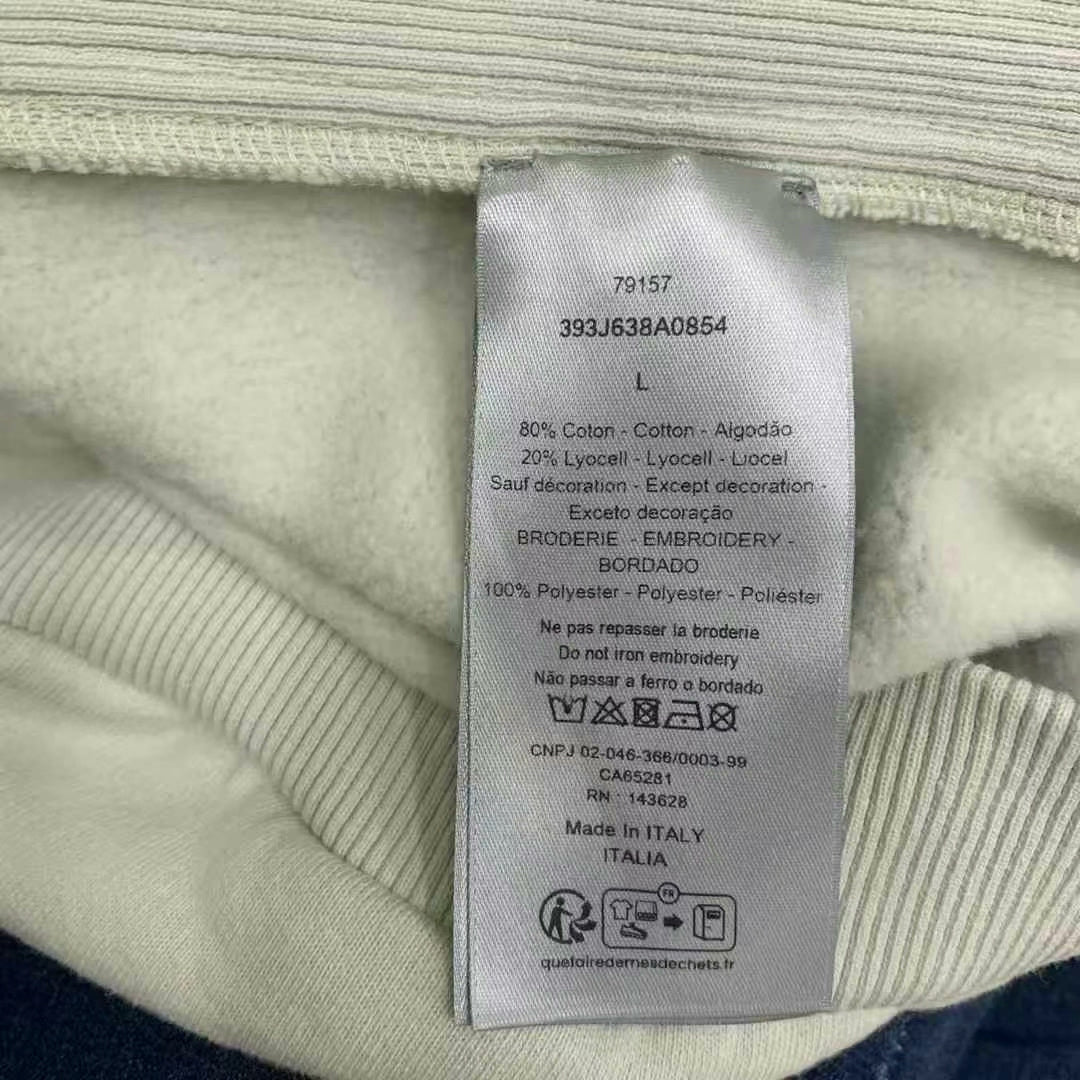 79157
393J638A0854
L
80% Coton - Cotton - Algodão
20% Lyocell - Lyocell - Liocel
Sauf décoration - Except decoration -
Exceto decoração
BRODERIE - EMBROIDERY -
BORDADO
100% Polyester - Polyester - Poliéster
Ne pas repasser la broderie
Do not iron embroidery
Não passar a ferro o bordado
CNPJ 02-046-366/0003-99
CA65281
RN : 143628
Made In ITALY
ITALIA
FR
quefairedemesdechets.fr